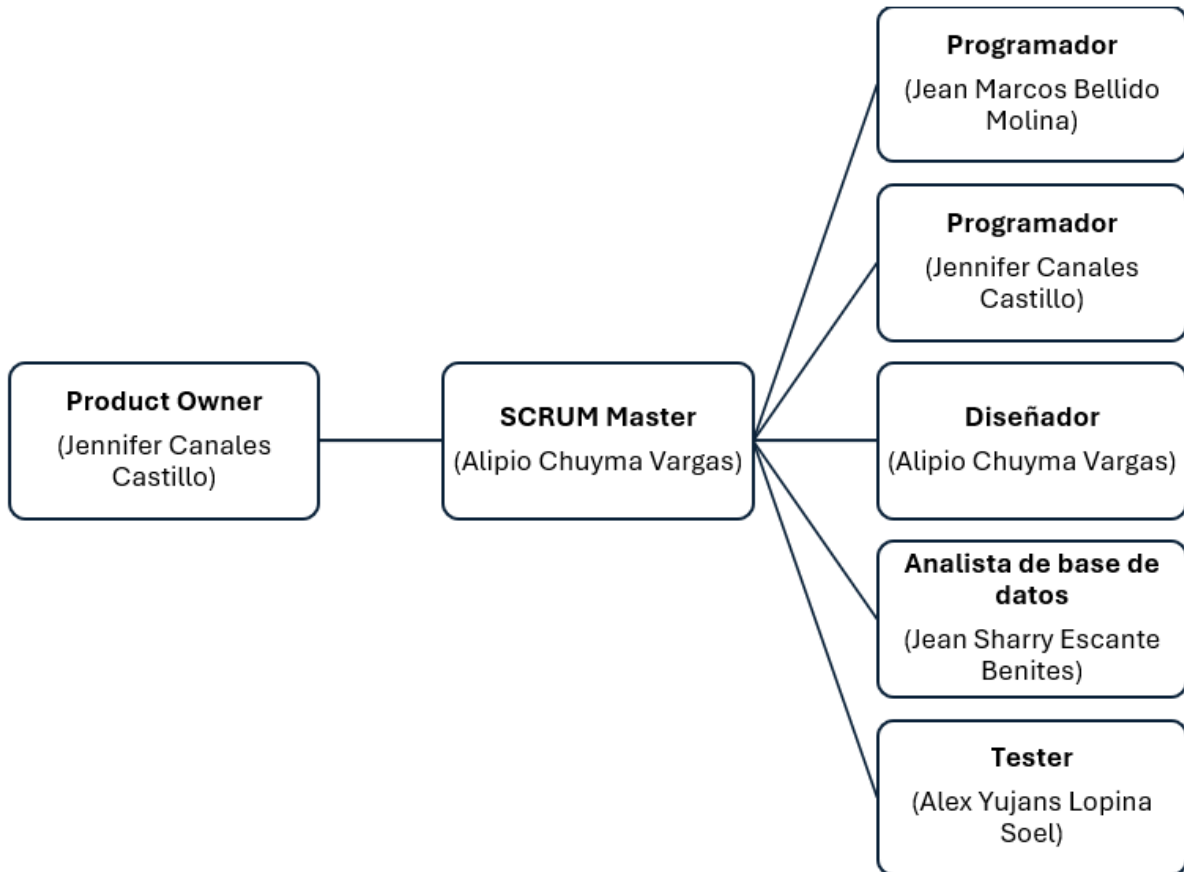 Programador
(Jean Marcos Bellido
Molina)
Programador
(Jennifer Canales
Castillo)
Product Owner
(Jennifer Canales
Castillo)
SCRUM Master
(Alipio Chuyma Vargas)
Diseñador
(Alipio Chuyma Vargas)
Analista de base de
datos
(Jean Sharry Escante
Benites)
Tester
(Alex Yujans Lopina
Soel)